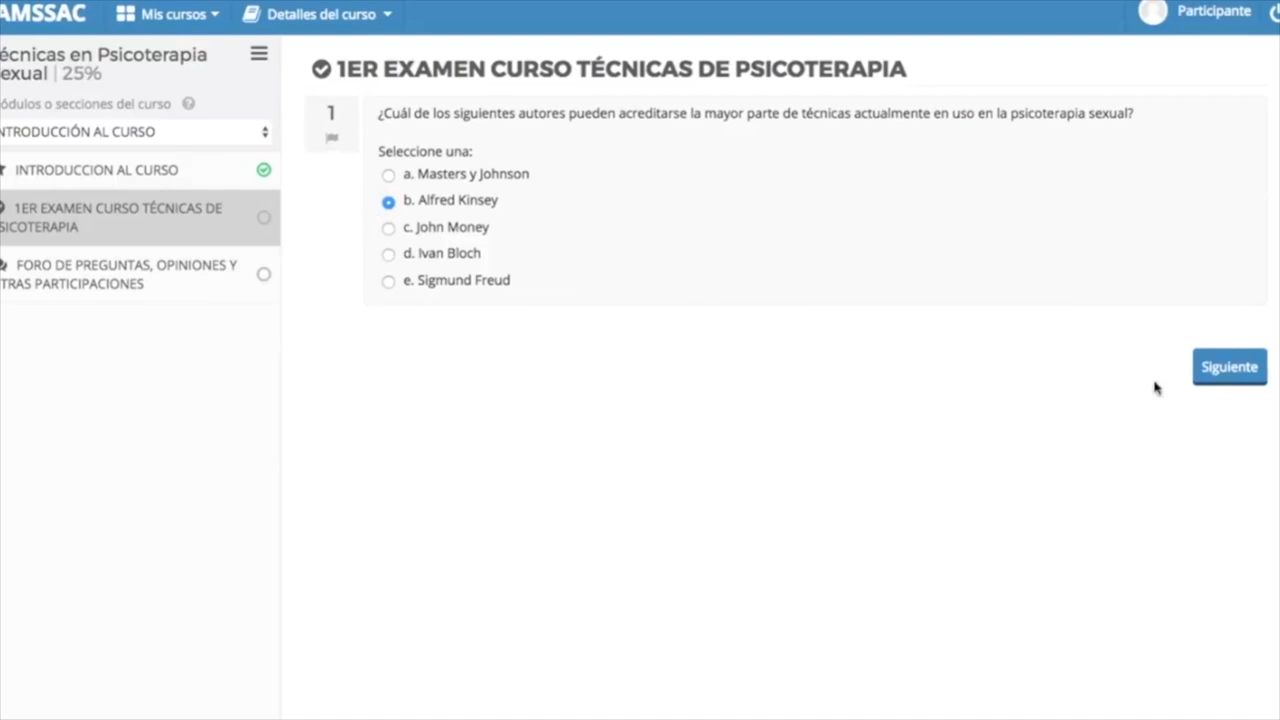 AMSSAC
Mis cursos
Detalles del curso
Participante
écnicas en Psicoterapia
exual | 25%
ódulos o secciones del curso
NTRODUCCIÓN AL CURSO
INTRODUCCION AL CURSO
1ER EXAMEN CURSO TÉCNICAS DE
SICOTERAPIA
FORO DE PREGUNTAS, OPINIONES Y
TRAS PARTICIPACIONES
1ER EXAMEN CURSO TÉCNICAS DE PSICOTERAPIA
1
¿Cuál de los siguientes autores pueden acreditarse la mayor parte de técnicas actualmente en uso en la psicoterapia sexual?
Seleccione una:
a. Masters y Johnson
b. Alfred Kinsey
c. John Money
d. Ivan Bloch
e. Sigmund Freud
Siguiente